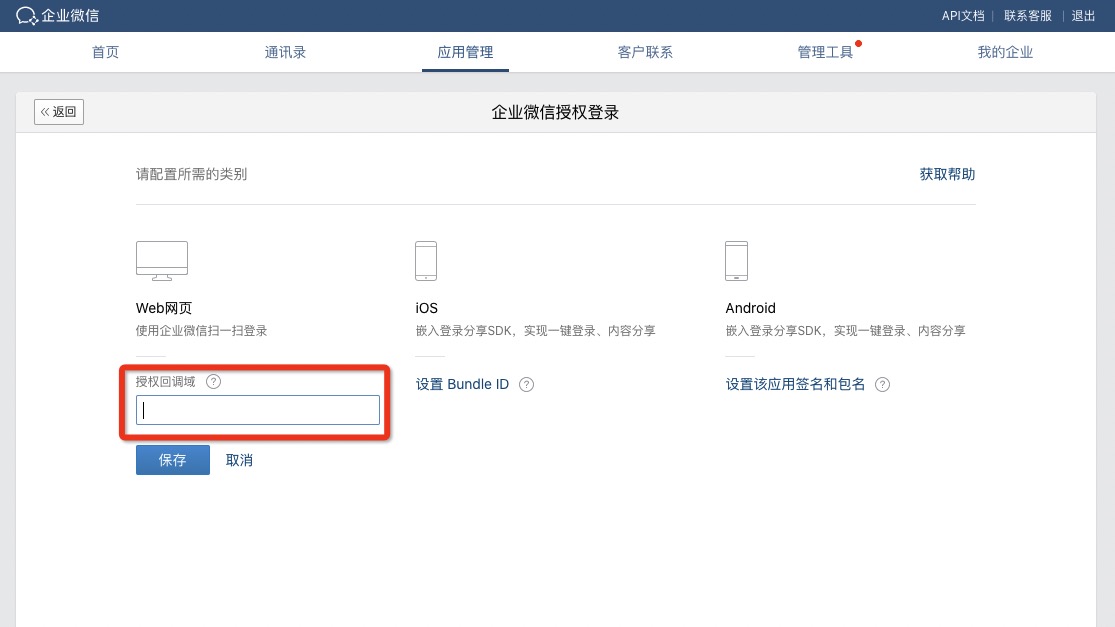 企业微信
API文档 | 联系客服 | 退出
首页 通讯录 应用管理 客户联系 管理工具 我的企业
«返回
企业微信授权登录
请配置所需的类别 获取帮助
Web网页
使用企业微信扫一扫登录
授权回调域 ?
保存 取消
iOS
嵌入登录分享SDK，实现一键登录、内容分享
设置 Bundle ID ?
Android
嵌入登录分享SDK，实现一键登录、内容分享
设置该应用签名和包名 ?